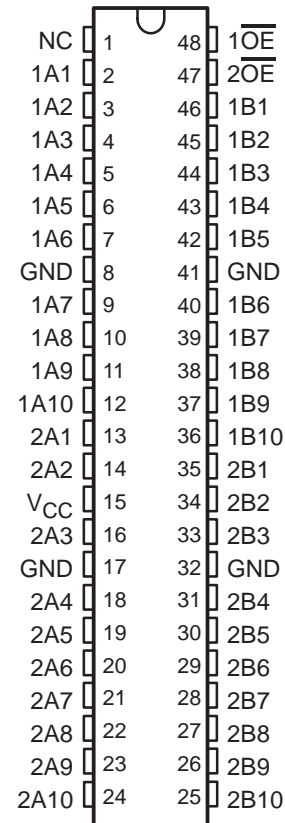 NC 1 48 1O̅E̅
1A1 2 47 2O̅E̅
1A2 3 46 1B1
1A3 4 45 1B2
1A4 5 44 1B3
1A5 6 43 1B4
1A6 7 42 1B5
GND 8 41 GND
1A7 9 40 1B6
1A8 10 39 1B7
1A9 11 38 1B8
1A10 12 37 1B9
2A1 13 36 1B10
2A2 14 35 2B1
VCC 15 34 2B2
2A3 16 33 2B3
GND 17 32 GND
2A4 18 31 2B4
2A5 19 30 2B5
2A6 20 29 2B6
2A7 21 28 2B7
2A8 22 27 2B8
2A9 23 26 2B9
2A10 24 25 2B10